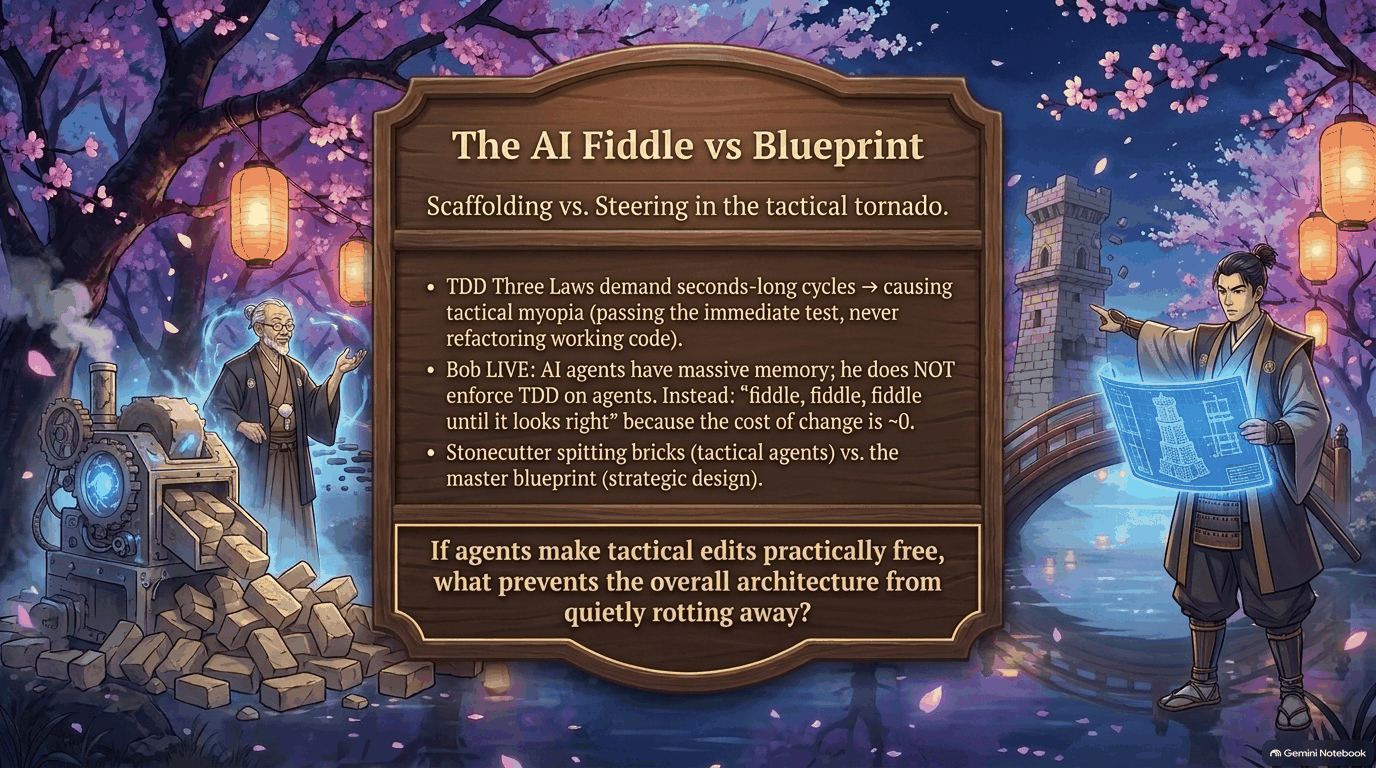 The AI Fiddle vs Blueprint
Scaffolding vs. Steering in the tactical tornado.
• TDD Three Laws demand seconds-long cycles → causing
tactical myopia (passing the immediate test, never
refactoring working code).
• Bob LIVE: AI agents have massive memory; he does NOT
enforce TDD on agents. Instead: “fiddle, fiddle, fiddle
until it looks right” because the cost of change is ~0.
• Stonecutter spitting bricks (tactical agents) vs. the
master blueprint (strategic design).
If agents make tactical edits practically free,
what prevents the overall architecture from
quietly rotting away?
Gemini Notebook